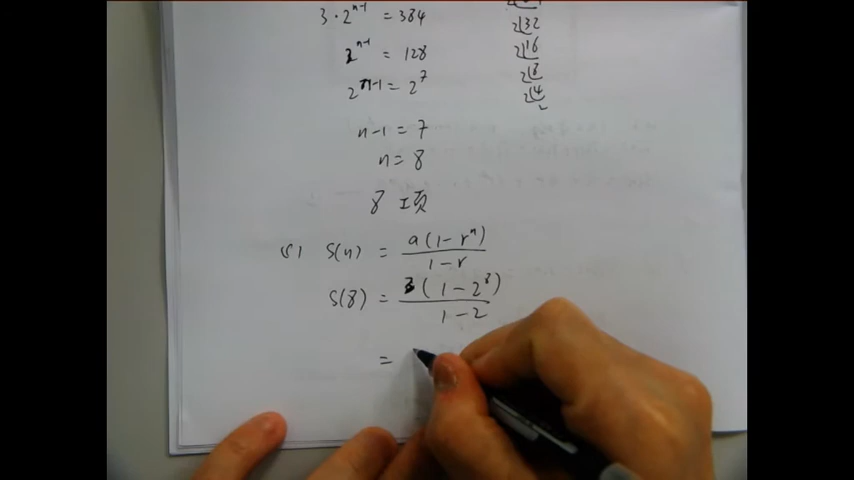 3 · 2^{n-1} = 384
2^{n-1} = 128
2^{n-1} = 2^7
n-1 = 7
n = 8
8 项
2|32
2|16
2|8
2|4
2
S(n) = a(1-r^n) / 1-r
S(8) = 3(1-2^8) / 1-2
=